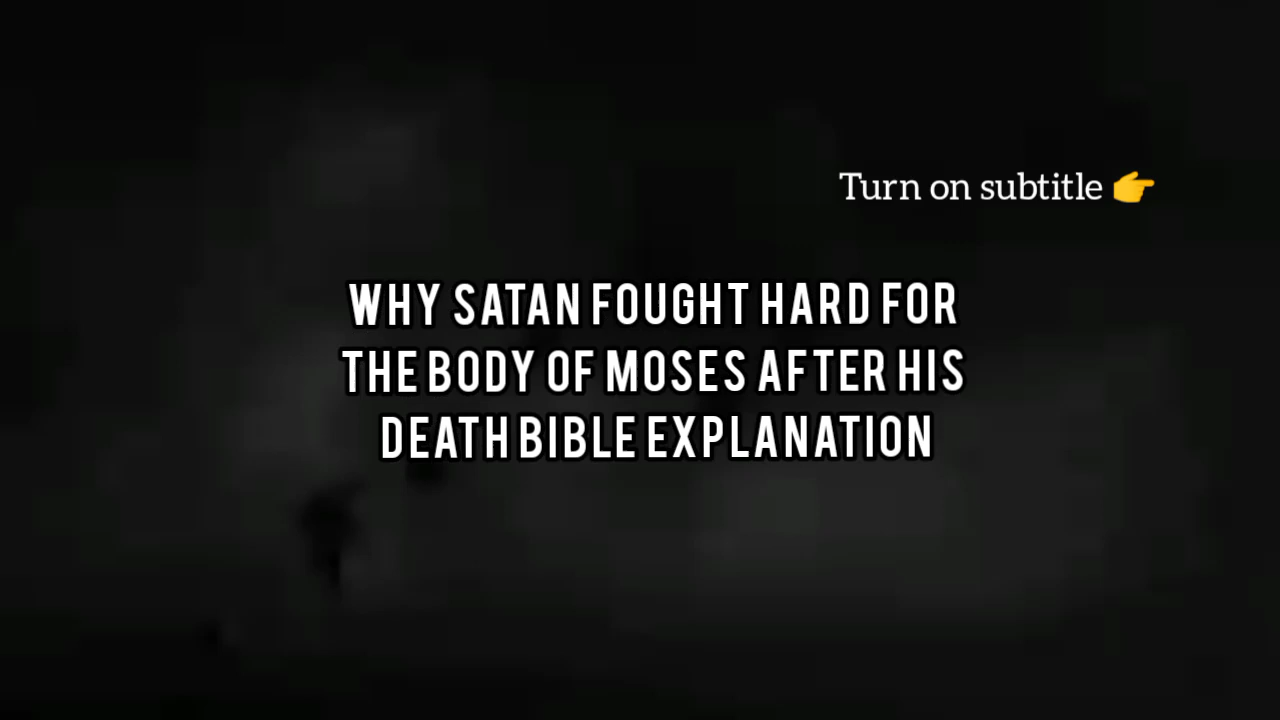 Turn on subtitle 👉
WHY SATAN FOUGHT HARD FOR
THE BODY OF MOSES AFTER HIS
DEATH BIBLE EXPLANATION